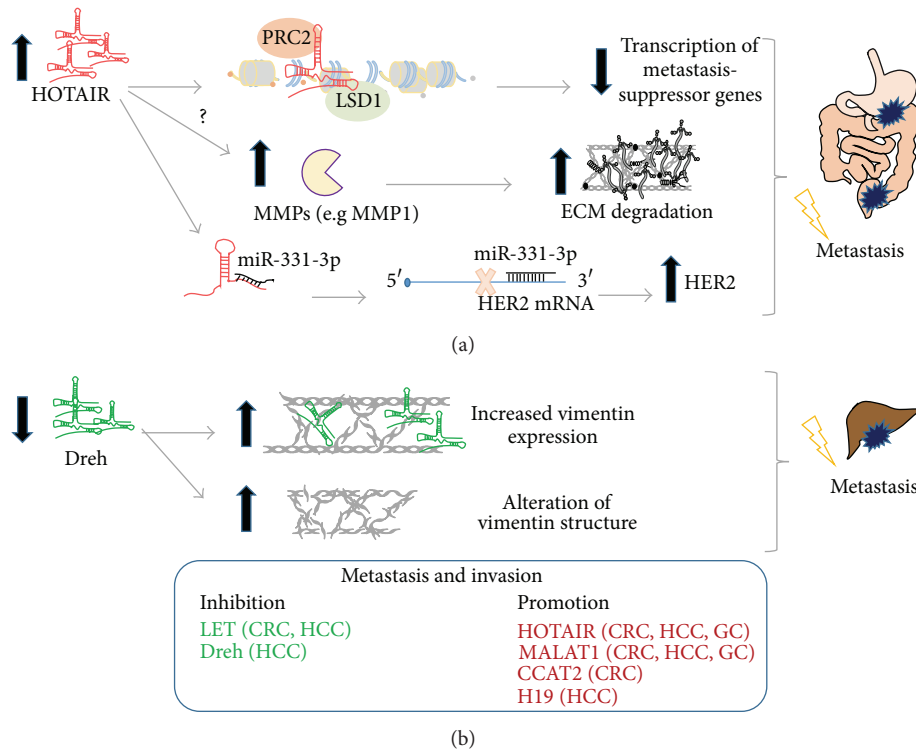 HOTAIR
PRC2
LSD1
Transcription of
metastasis-
suppressor genes
?
MMPs (e.g MMP1)
ECM degradation
miR-331-3p
5′
miR-331-3p
3′
HER2 mRNA
HER2
Metastasis
(a)
Dreh
Increased vimentin
expression
Alteration of
vimentin structure
Metastasis
Metastasis and invasion
Inhibition
LET (CRC, HCC)
Dreh (HCC)
Promotion
HOTAIR (CRC, HCC, GC)
MALAT1 (CRC, HCC, GC)
CCAT2 (CRC)
H19 (HCC)
(b)